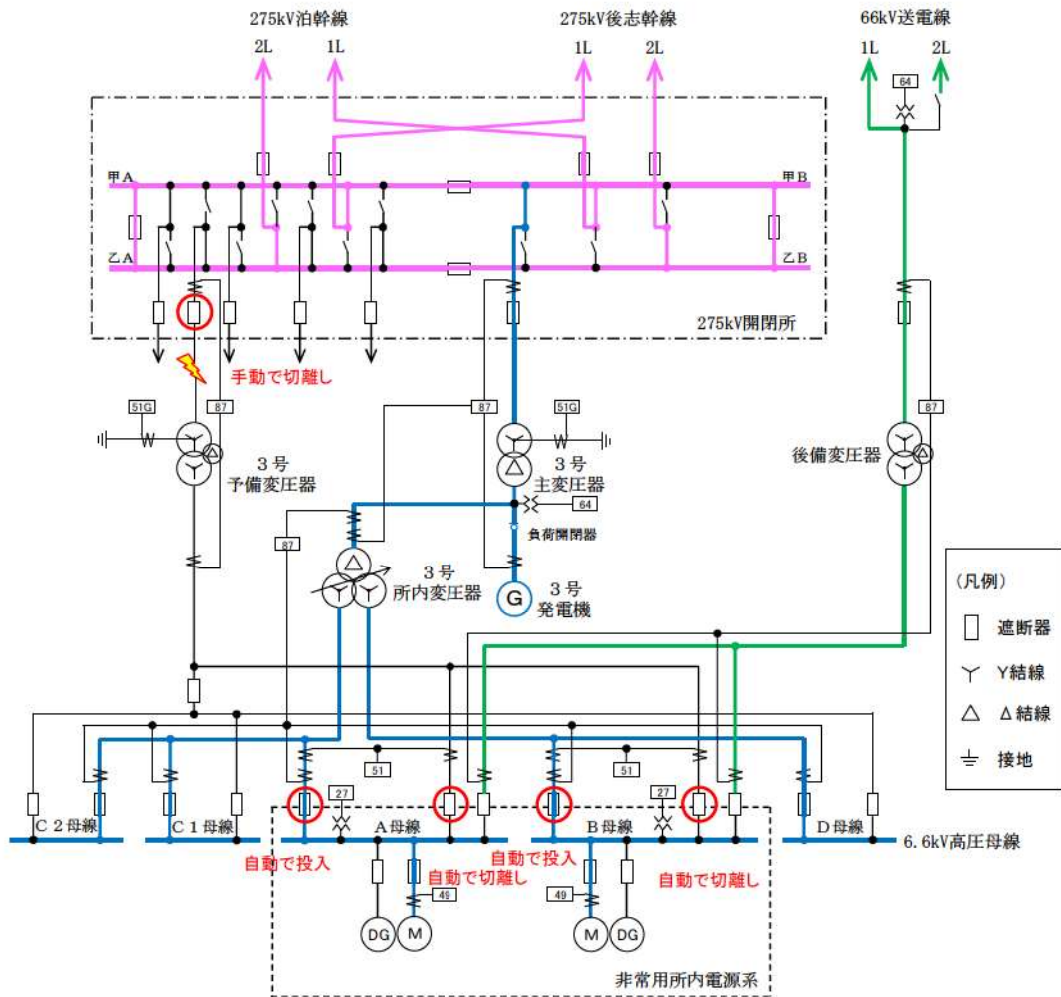 275kV泊幹線
275kV後志幹線
66kV送電線
2L
1L
1L
2L
1L
2L
64
甲A
甲B
乙A
乙B
275kV開閉所
手動で切離し
51G
87
87
51G
87
3号
予備変圧器
3号
主変圧器
後備変圧器
64
負荷開閉器
87
3号
所内変圧器
G
3号
発電機
(凡例)
遮断器
Y結線
Δ結線
接地
51
51
27
27
C2母線
C1母線
A母線
B母線
D母線
6.6kV高圧母線
自動で投入
自動で切離し
自動で投入
自動で切離し
49
49
DG
M
M
DG
非常用所内電源系